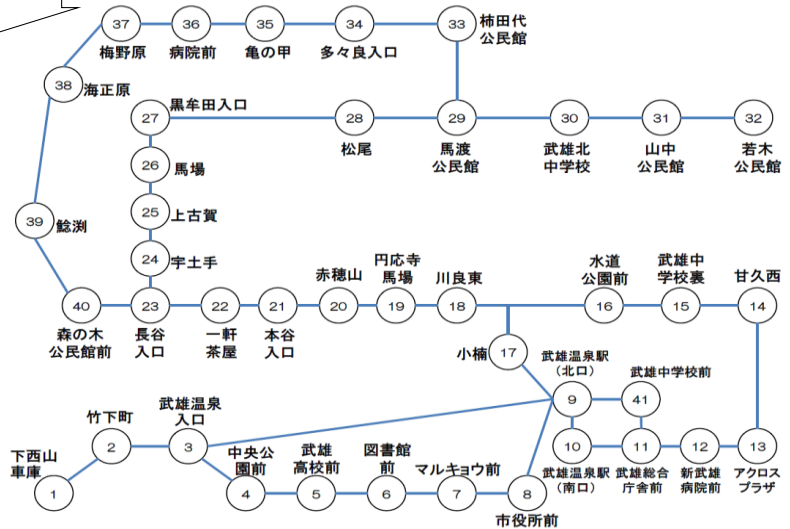 37
36
35
34
33
柿田代
公民館
梅野原
病院前
亀の甲
多々良入口
38
海正原
27
黒牟田入口
28
29
30
31
32
松尾
馬渡
公民館
武雄北
中学校
山中
公民館
若木
公民館
26
馬場
25
上古賀
39
鯰渕
24
宇土手
40
23
22
21
20
19
18
16
15
14
赤穂山
円応寺
馬場
川良東
水道
公園前
武雄中
学校裏
甘久西
森の木
公民館前
長谷
入口
一軒
茶屋
本谷
入口
小楠
17
武雄温泉駅
(北口)
武雄中学校前
9
41
竹下町
武雄温泉
入口
2
3
10
11
12
13
武雄温泉駅
(南口)
武雄総合
庁舎前
新武雄
病院前
アクロス
プラザ
下西山
車庫
1
中央公
園前
武雄
高校前
図書館
前
マルキョウ前
4
5
6
7
8
市役所前